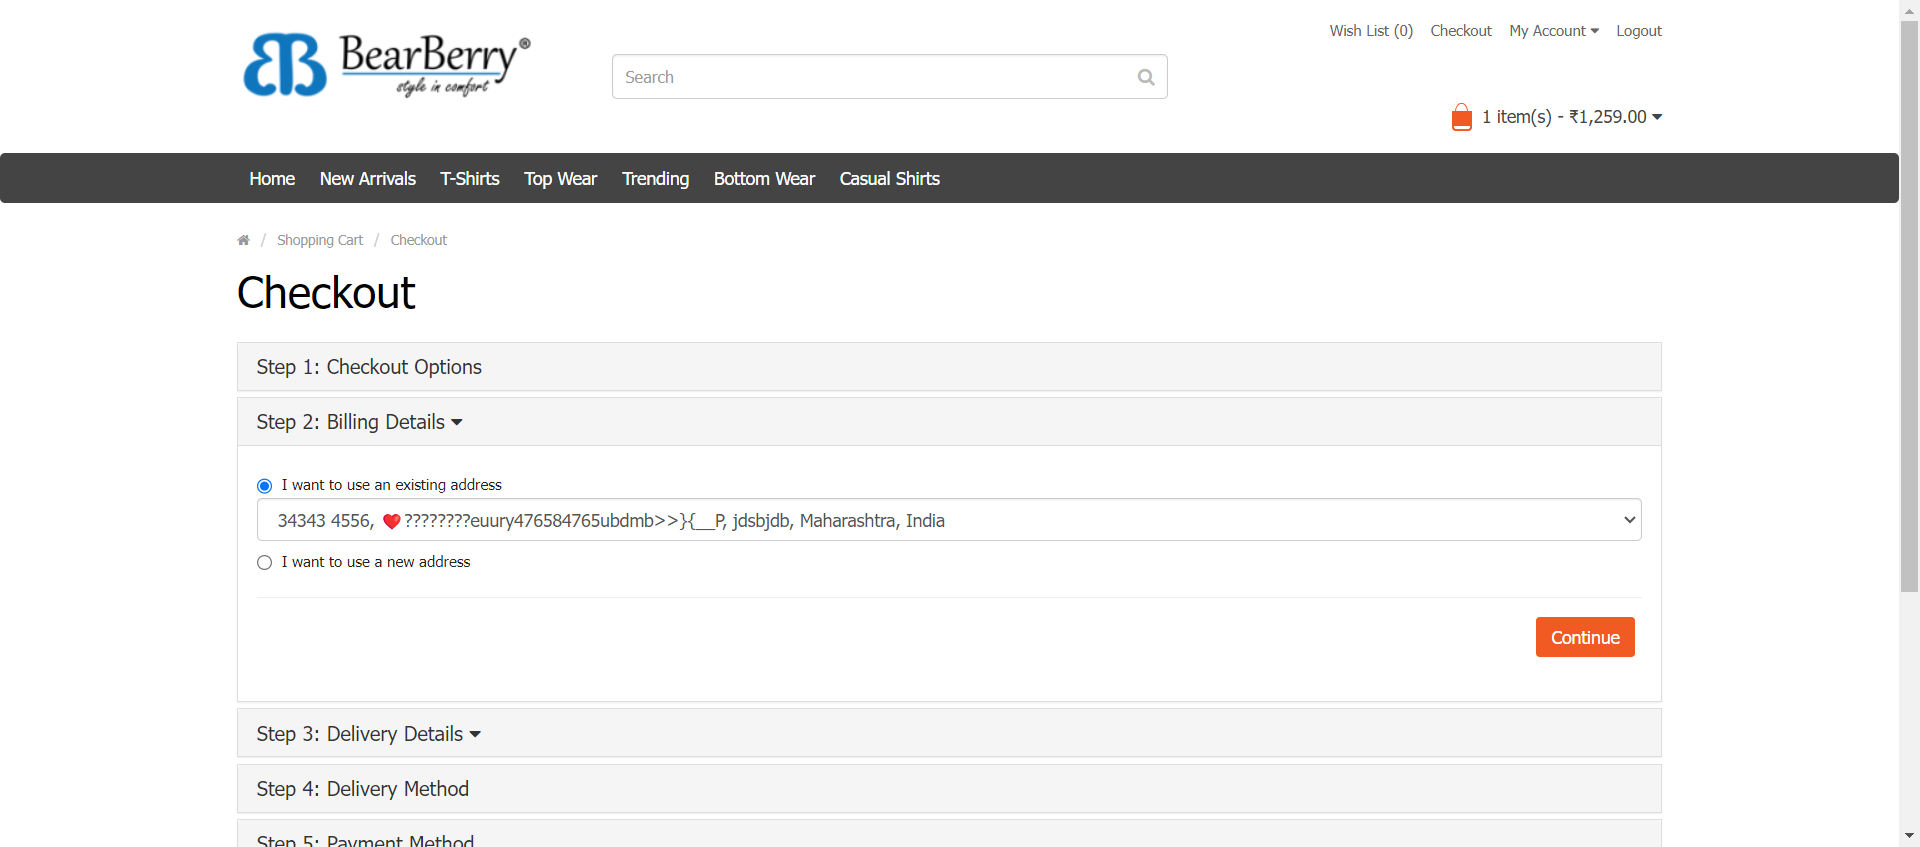 BearBerry®
style in comfort
Search
Wish List (0) Checkout My Account Logout
1 item(s) - ₹1,259.00
Home New Arrivals T-Shirts Top Wear Trending Bottom Wear Casual Shirts
/ Shopping Cart / Checkout
Checkout
Step 1: Checkout Options
Step 2: Billing Details
I want to use an existing address
34343 4556, ❤️????????euury476584765ubdmb>>}{__P, jdsbjdb, Maharashtra, India
I want to use a new address
Continue
Step 3: Delivery Details
Step 4: Delivery Method
Step 5: Payment Method